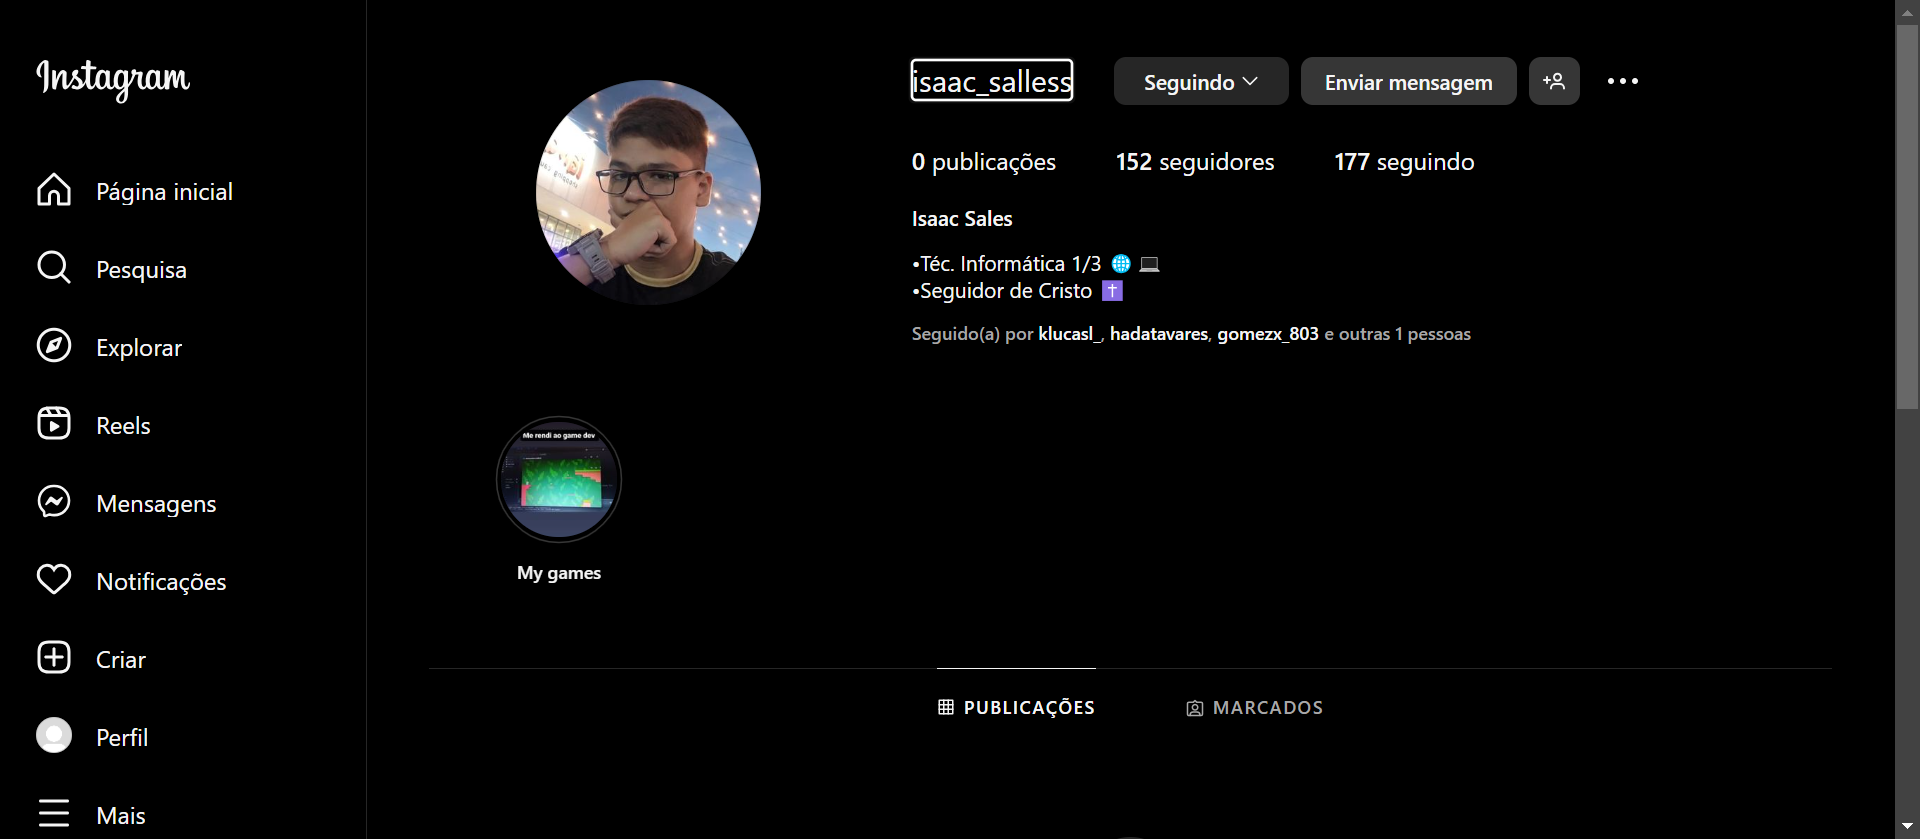 Instagram
Página inicial
Pesquisa
Explorar
Reels
Mensagens
Notificações
Criar
Perfil
Mais
isaac_salless
Seguindo
Enviar mensagem
0 publicações 152 seguidores 177 seguindo
Isaac Sales
•Téc. Informática 1/3 🌐 💻
•Seguidor de Cristo ✝️
Seguido(a) por klucasl_, hadatavares, gomezx_803 e outras 1 pessoas
Me rendi ao game dev
My games
PUBLICAÇÕES
MARCADOS